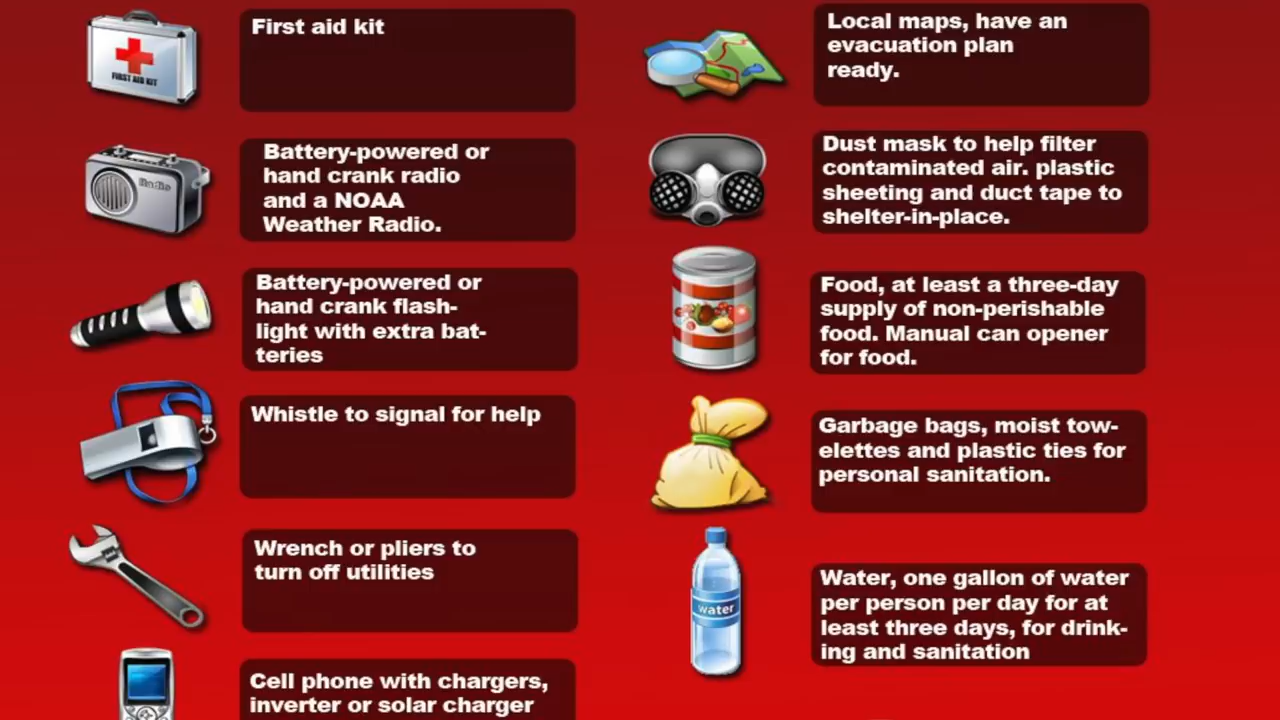 FIRST AID KIT
First aid kit
Radio
Battery-powered or
hand crank radio
and a NOAA
Weather Radio.
Battery-powered or
hand crank flash-
light with extra bat-
teries
Whistle to signal for help
Wrench or pliers to
turn off utilities
Cell phone with chargers,
inverter or solar charger
Local maps, have an
evacuation plan
ready.
Dust mask to help filter
contaminated air. plastic
sheeting and duct tape to
shelter-in-place.
Food, at least a three-day
supply of non-perishable
food. Manual can opener
for food.
Garbage bags, moist tow-
elettes and plastic ties for
personal sanitation.
water
Water, one gallon of water
per person per day for at
least three days, for drink-
ing and sanitation